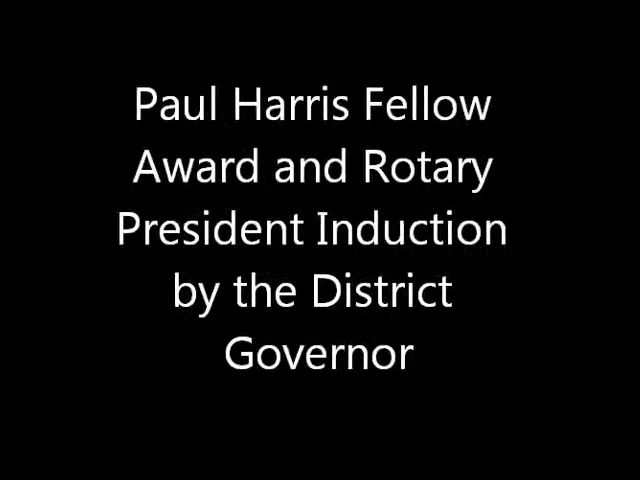 Paul Harris Fellow
Award and Rotary
President Induction
by the District
Governor